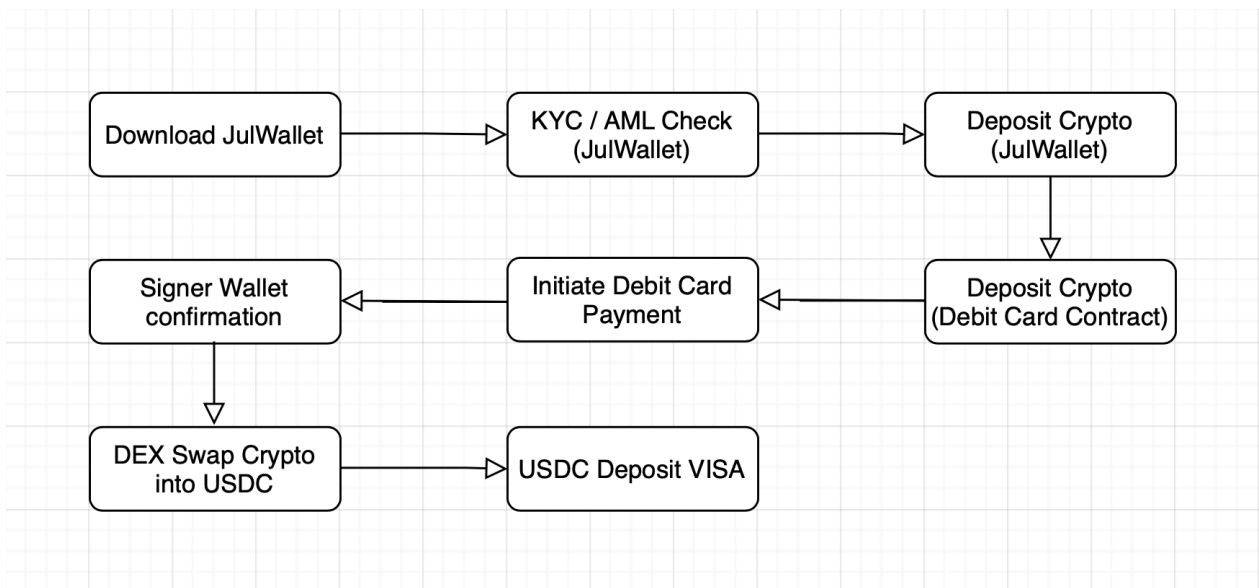 Download JulWallet
KYC / AML Check
(JulWallet)
Deposit Crypto
(JulWallet)
Deposit Crypto
(Debit Card Contract)
Initiate Debit Card
Payment
Signer Wallet
confirmation
DEX Swap Crypto
into USDC
USDC Deposit VISA